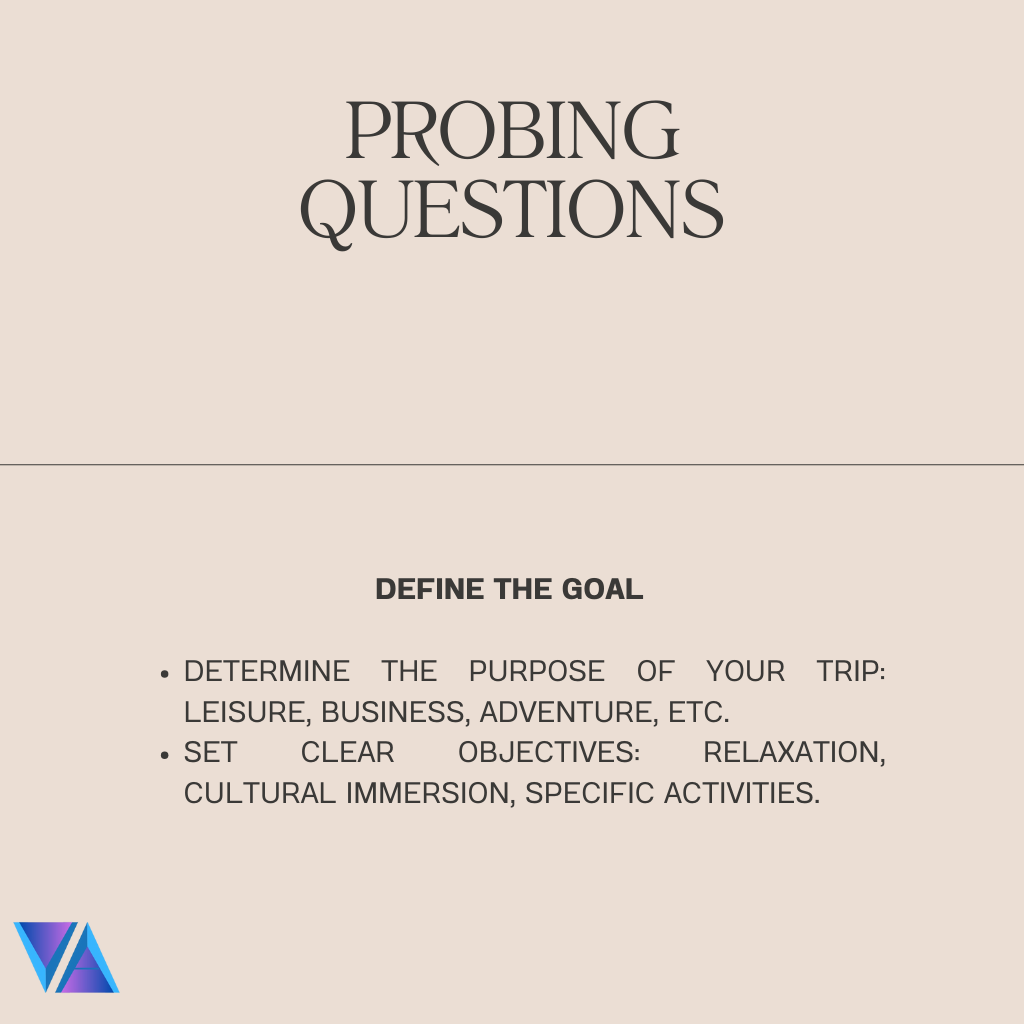 PROBING
QUESTIONS
DEFINE THE GOAL
• DETERMINE THE PURPOSE OF YOUR TRIP:
LEISURE, BUSINESS, ADVENTURE, ETC.
• SET CLEAR OBJECTIVES: RELAXATION,
CULTURAL IMMERSION, SPECIFIC ACTIVITIES.
VA